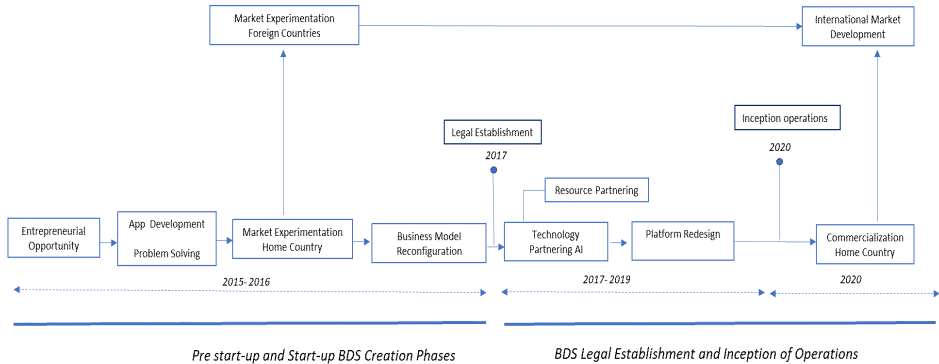 Market Experimentation
Foreign Countries
International Market
Development
Inception operations
Legal Establishment
2020
2017
Resource Partnering
Entrepreneurial
Opportunity
App Development
Problem Solving
Market Experimentation
Home Country
Business Model
Reconfiguration
Technology
Partnering AI
Platform Redesign
Commercialization
Home Country
2015- 2016
2017- 2019
2020
Pre start-up and Start-up BDS Creation Phases
BDS Legal Establishment and Inception of Operations